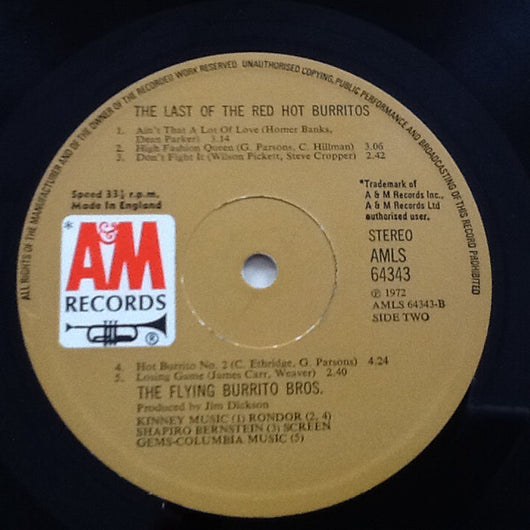 ALL RIGHTS OF THE MANUFACTURER AND OF THE OWNER OF THE RECORDED WORK RESERVED. UNAUTHORISED COPYING, PUBLIC PERFORMANCE AND BROADCASTING OF THIS RECORD PROHIBITED
THE LAST OF THE RED HOT BURRITOS
1. Ain't That A Lot Of Love (Homer Banks,
Dean Parker) 3.14
2. High Fashion Queen (G. Parsons, C. Hillman) 3.06
3. Don't Fight It (Wilson Pickett, Steve Cropper) 2.42
Speed 33⅓ r.p.m.
Made in England
*Trademark of
A & M Records Inc.,
A & M Records Ltd
authorised user.
* A&M
RECORDS
®
STEREO
AMLS
64343
℗ 1972
AMLS 64343-B
SIDE TWO
4. Hot Burrito No. 2 (C. Ethridge, G. Parsons) 4.24
5. Losing Game (James Carr, Weaver) 2.40
THE FLYING BURRITO BROS.
Produced by Jim Dickson
KINNEY MUSIC (1) RONDOR (2, 4)
SHAPIRO BERNSTEIN (3) SCREEN
GEMS-COLUMBIA MUSIC (5)